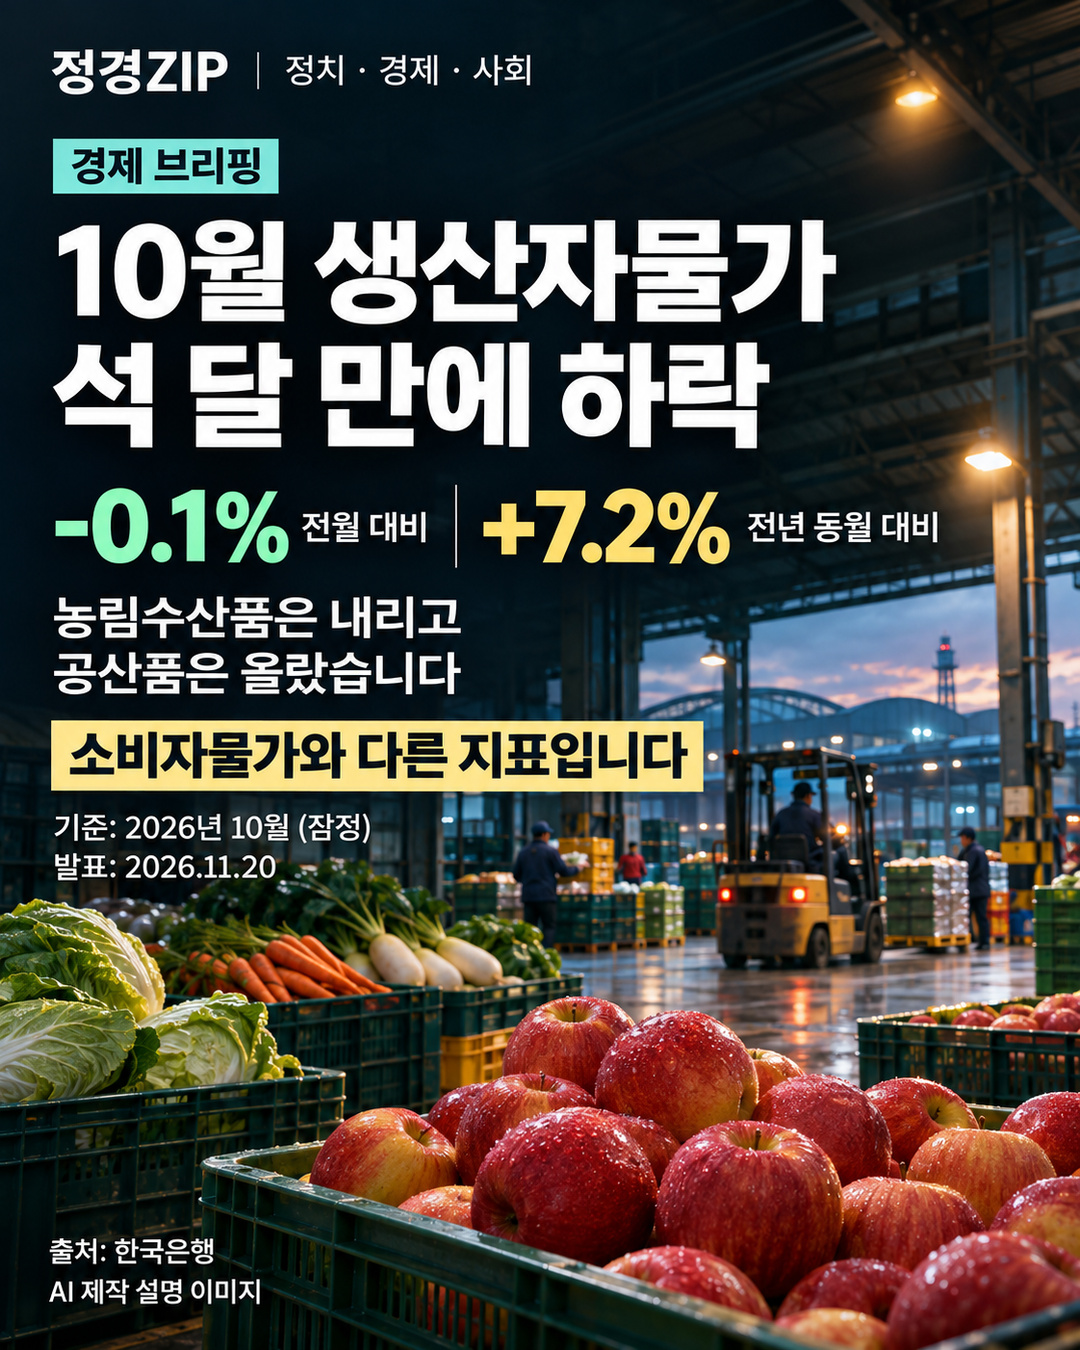 정경ZIP | 정치 · 경제 · 사회
경제 브리핑
10월 생산자물가
석 달 만에 하락
-0.1% 전월 대비 | +7.2% 전년 동월 대비
농림수산품은 내리고
공산품은 올랐습니다
소비자물가와 다른 지표입니다
기준: 2026년 10월 (잠정)
발표: 2026.11.20
출처: 한국은행
AI 제작 설명 이미지